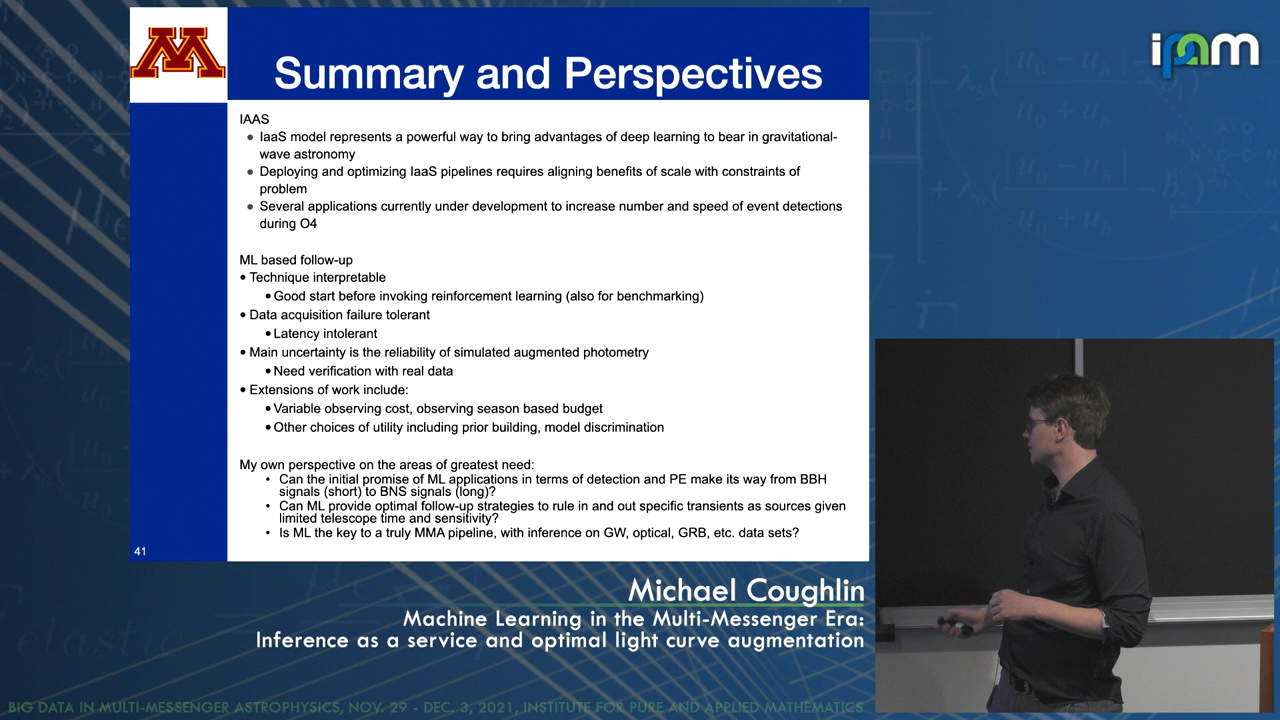 M
ipam
Summary and Perspectives
IAAS
• IaaS model represents a powerful way to bring advantages of deep learning to bear in gravitational-
wave astronomy
• Deploying and optimizing IaaS pipelines requires aligning benefits of scale with constraints of
problem
• Several applications currently under development to increase number and speed of event detections
during O4
ML based follow-up
• Technique interpretable
• Good start before invoking reinforcement learning (also for benchmarking)
• Data acquisition failure tolerant
• Latency intolerant
• Main uncertainty is the reliability of simulated augmented photometry
• Need verification with real data
• Extensions of work include:
• Variable observing cost, observing season based budget
• Other choices of utility including prior building, model discrimination
My own perspective on the areas of greatest need:
• Can the initial promise of ML applications in terms of detection and PE make its way from BBH
signals (short) to BNS signals (long)?
• Can ML provide optimal follow-up strategies to rule in and out specific transients as sources given
limited telescope time and sensitivity?
• Is ML the key to a truly MMA pipeline, with inference on GW, optical, GRB, etc. data sets?
41
Michael Coughlin
Machine Learning in the Multi-Messenger Era:
Inference as a service and optimal light curve augmentation
BIG DATA IN MULTI-MESSENGER ASTROPHYSICS, NOV. 29 - DEC. 3, 2021, INSTITUTE FOR PURE AND APPLIED MATHEMATICS